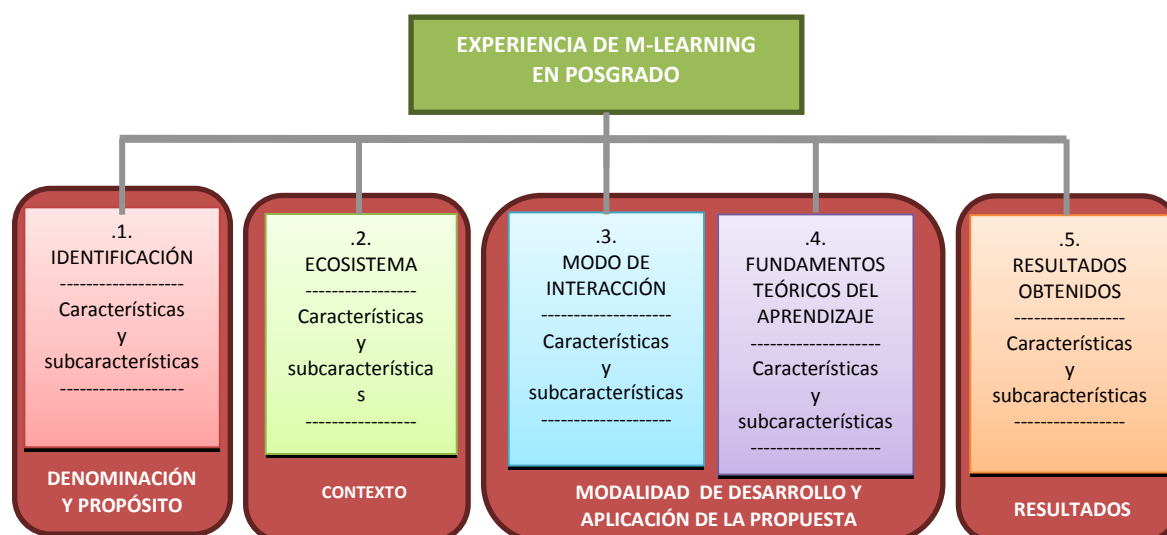 EXPERIENCIA DE M-LEARNING
EN POSGRADO
.1.
IDENTIFICACIÓN
-------------------
Características
y
subcaracterísticas
-------------------
DENOMINACIÓN
Y PROPÓSITO
.2.
ECOSISTEMA
-----------------
Características
y
subcaracterística
s
-----------------
CONTEXTO
.3.
MODO DE
INTERACCIÓN
--------------------
Características
y
subcaracterísticas
--------------------
.4.
FUNDAMENTOS
TEÓRICOS DEL
APRENDIZAJE
--------------------
Características
y
subcaracterísticas
--------------------
MODALIDAD  DE DESARROLLO Y
APLICACIÓN DE LA PROPUESTA
.5.
RESULTADOS
OBTENIDOS
-----------------
Características
y
subcaracterísticas
-----------------
RESULTADOS